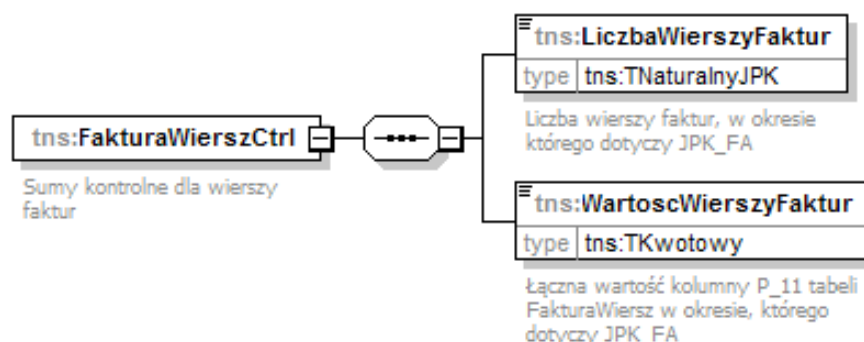 tns:LiczbaWierszyFaktur
type tns:TNaturalnyJPK
Liczba wierszy faktur, w okresie
którego dotyczy JPK_FA
tns:FakturaWierszCtrl
Sumy kontrolne dla wierszy
faktur
tns:WartoscWierszyFaktur
type tns:TKwotowy
Łączna wartość kolumny P_11 tabeli
FakturaWiersz w okresie, którego
dotyczy JPK_FA